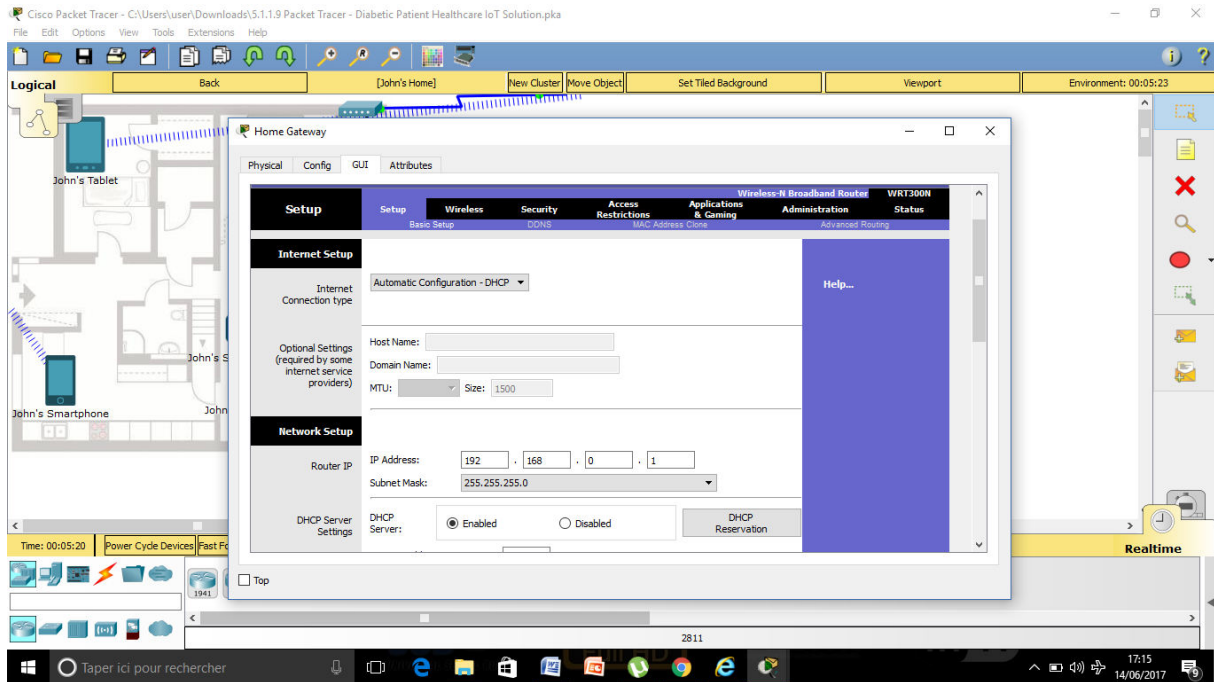 Cisco Packet Tracer - C:\Users\user\Downloads\5.1.1.9 Packet Tracer - Diabetic Patient Healthcare IoT Solution.pka
File Edit Options View Tools Extensions Help
Logical Back [John's Home] New Cluster Move Object Set Tiled Background Viewport Environment: 00:05:23
Home Gateway
Physical Config GUI Attributes
John's Tablet
Wireless-N Broadband Router WRT300N
Setup Setup Wireless Security Access Restrictions Applications & Gaming Administration Status
Basic Setup DDNS MAC Address Clone Advanced Routing
Internet Setup
Internet Connection type Automatic Configuration - DHCP
Help...
Optional Settings (required by some internet service providers)
Host Name:
Domain Name:
MTU: Size: 1500
John's S
John's Smartphone John
Network Setup
Router IP IP Address: 192 . 168 . 0 . 1
Subnet Mask: 255.255.255.0
DHCP Server Settings DHCP Server: Enabled Disabled DHCP Reservation
Time: 00:05:20 Power Cycle Devices Fast Fo Realtime
Top
1941
2811
Taper ici pour rechercher
17:15
14/06/2017